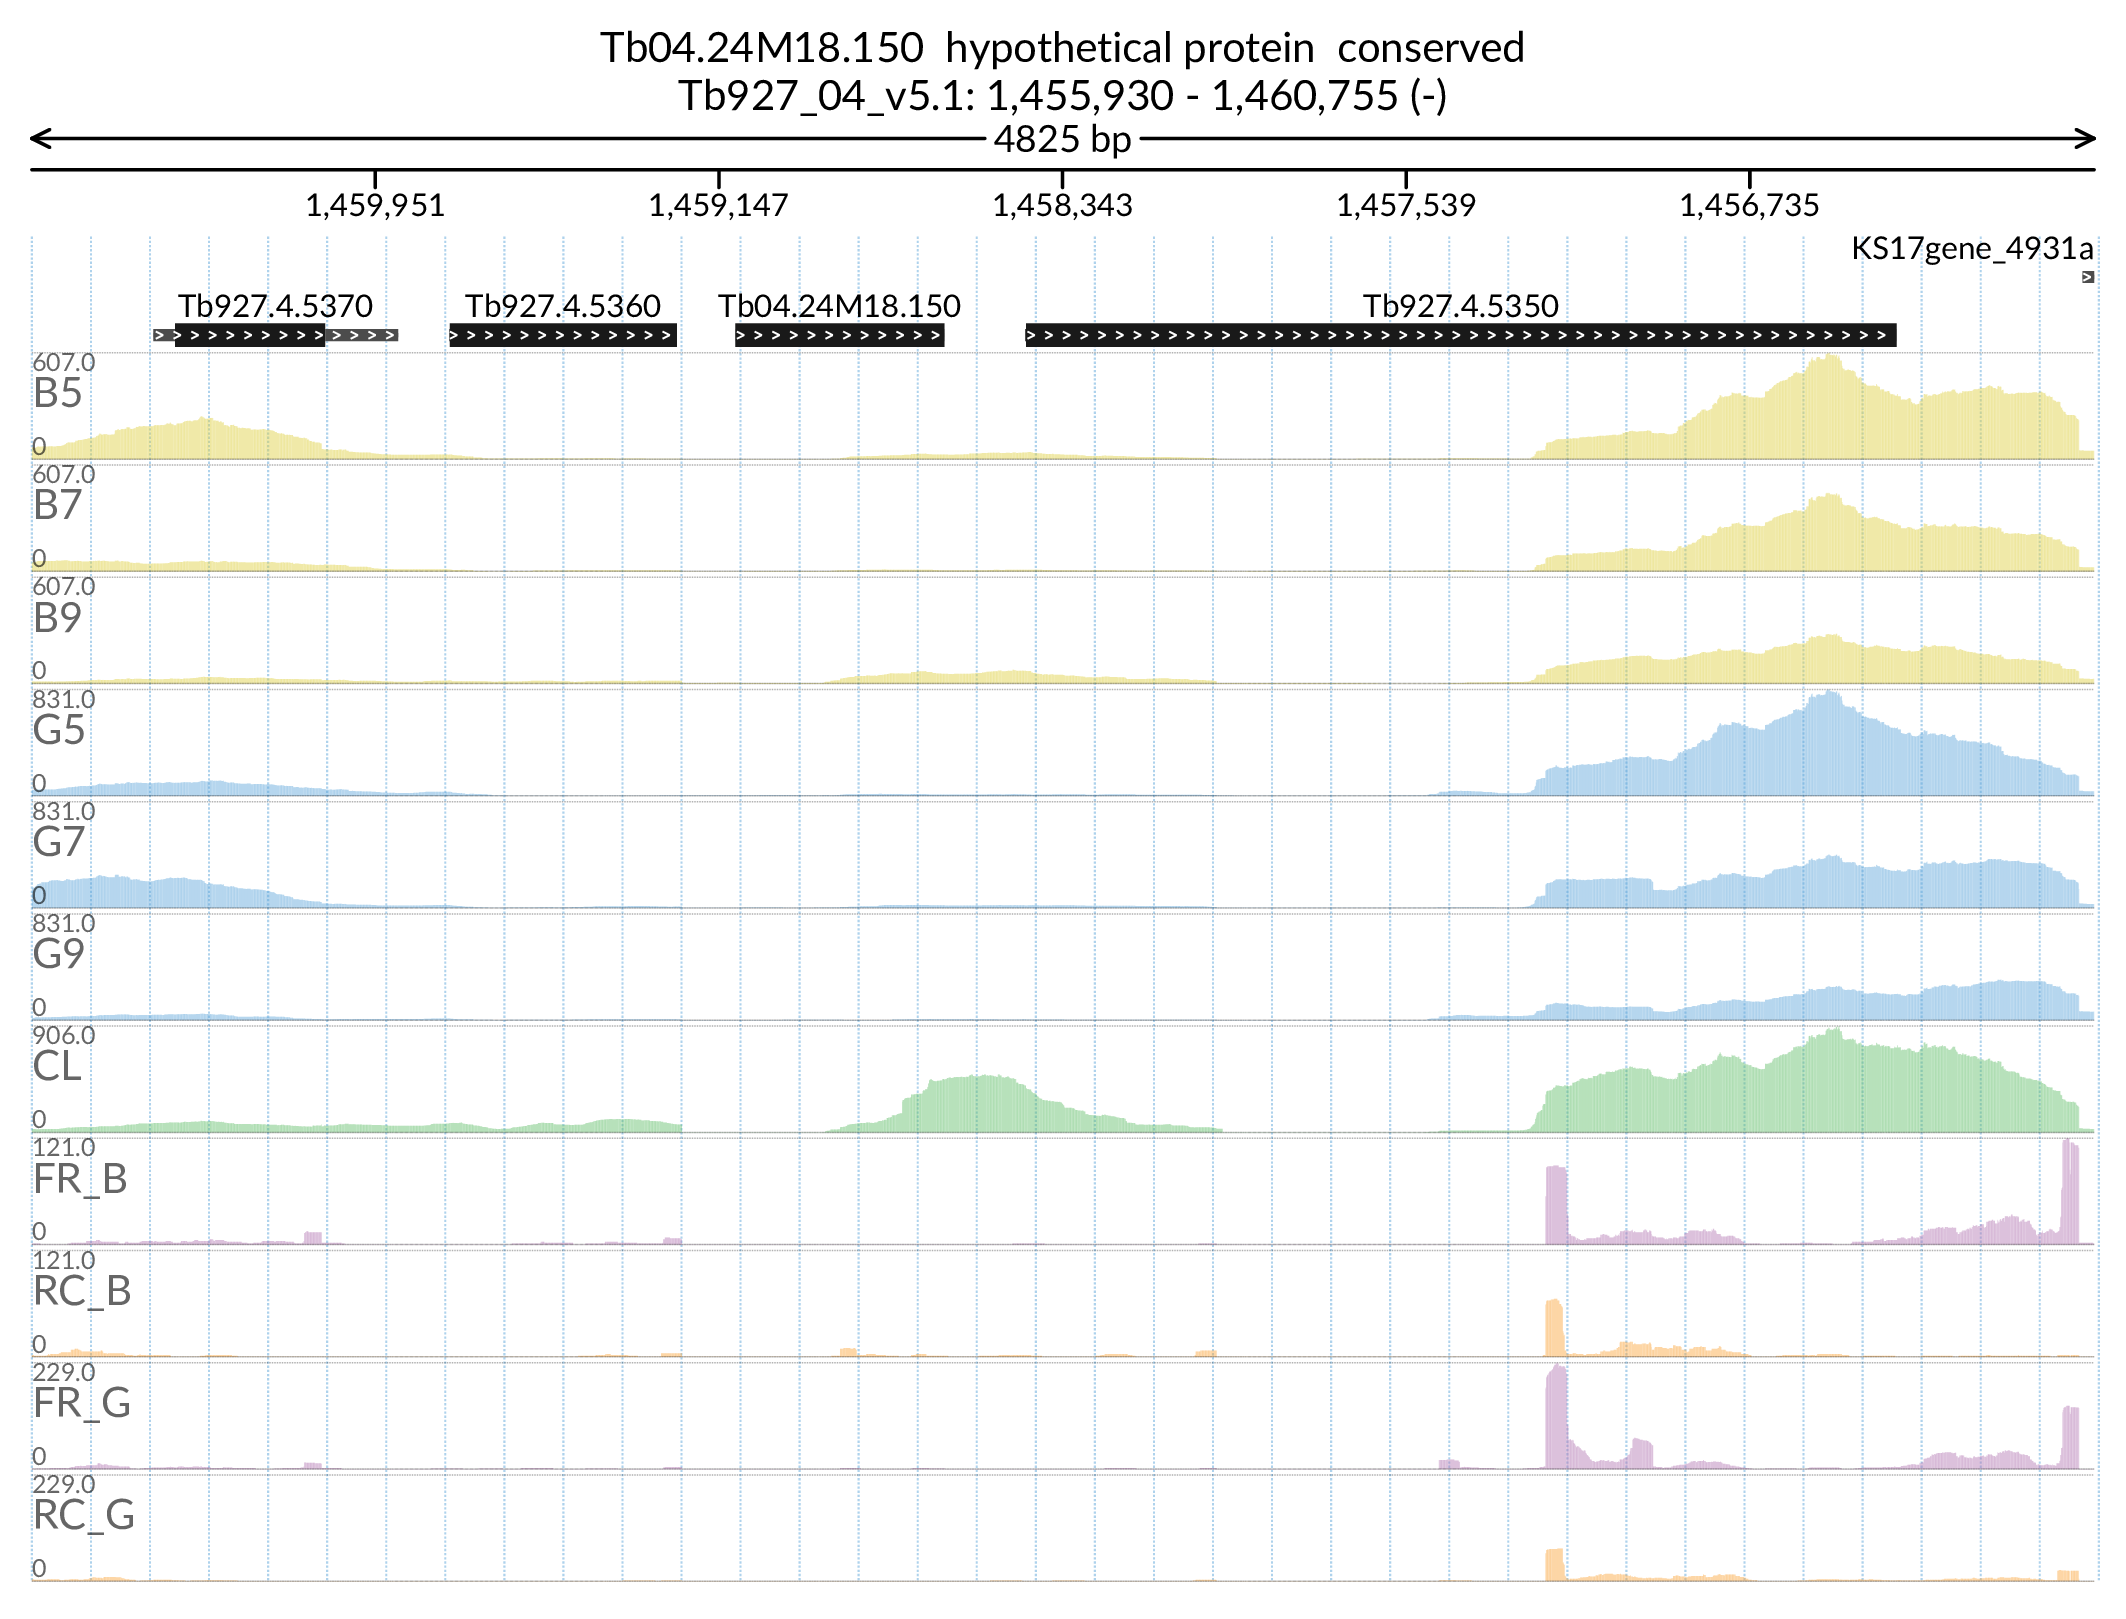 Tb04.24M18.150 hypothetical protein conserved
Tb927_04_v5.1: 1,455,930 - 1,460,755 (-)
4825 bp
1,459,951 1,459,147 1,458,343 1,457,539 1,456,735
KS17gene_4931a
Tb927.4.5370 Tb927.4.5360 Tb04.24M18.150 Tb927.4.5350
607.0
B5
0
607.0
B7
0
607.0
B9
0
831.0
G5
0
831.0
G7
0
831.0
G9
0
906.0
CL
0
121.0
FR_B
0
121.0
RC_B
0
229.0
FR_G
0
229.0
RC_G
0